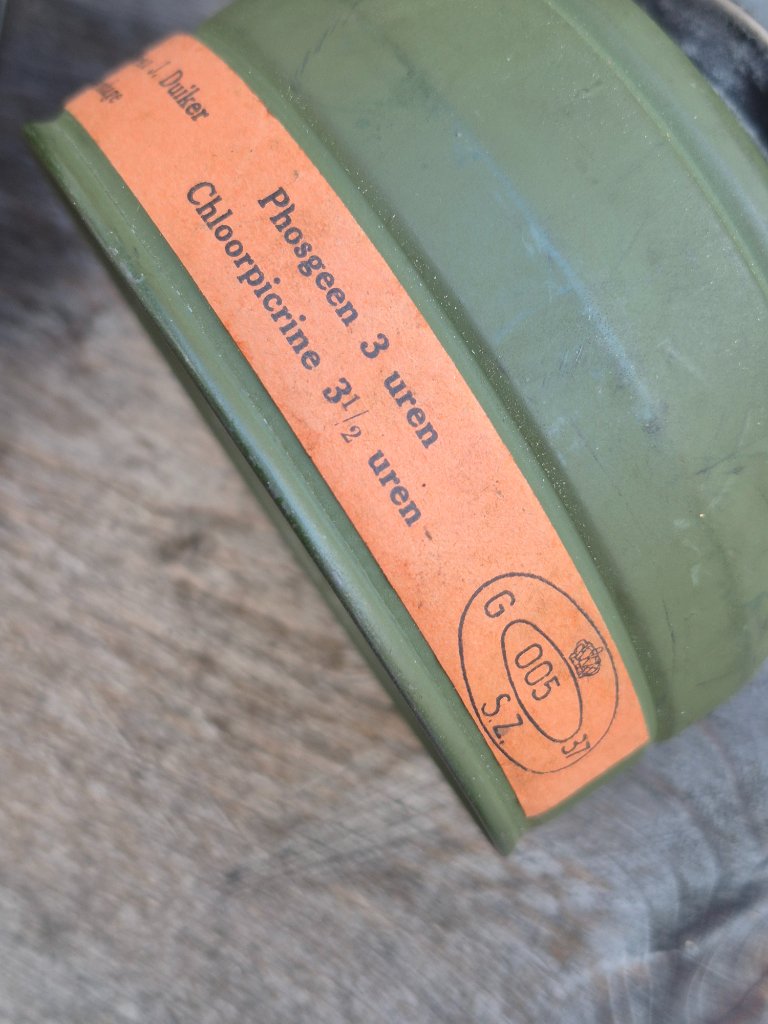 J. Duiker
Phosgeen 3 uren
Chloorpicrine 3½ uren
G
005
S.Z.
37